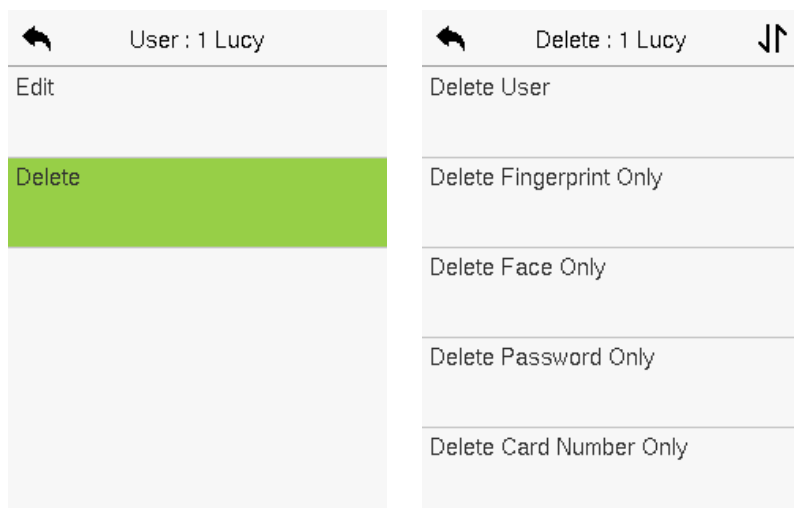 User : 1 Lucy
Edit
Delete
Delete : 1 Lucy
Delete User
Delete Fingerprint Only
Delete Face Only
Delete Password Only
Delete Card Number Only